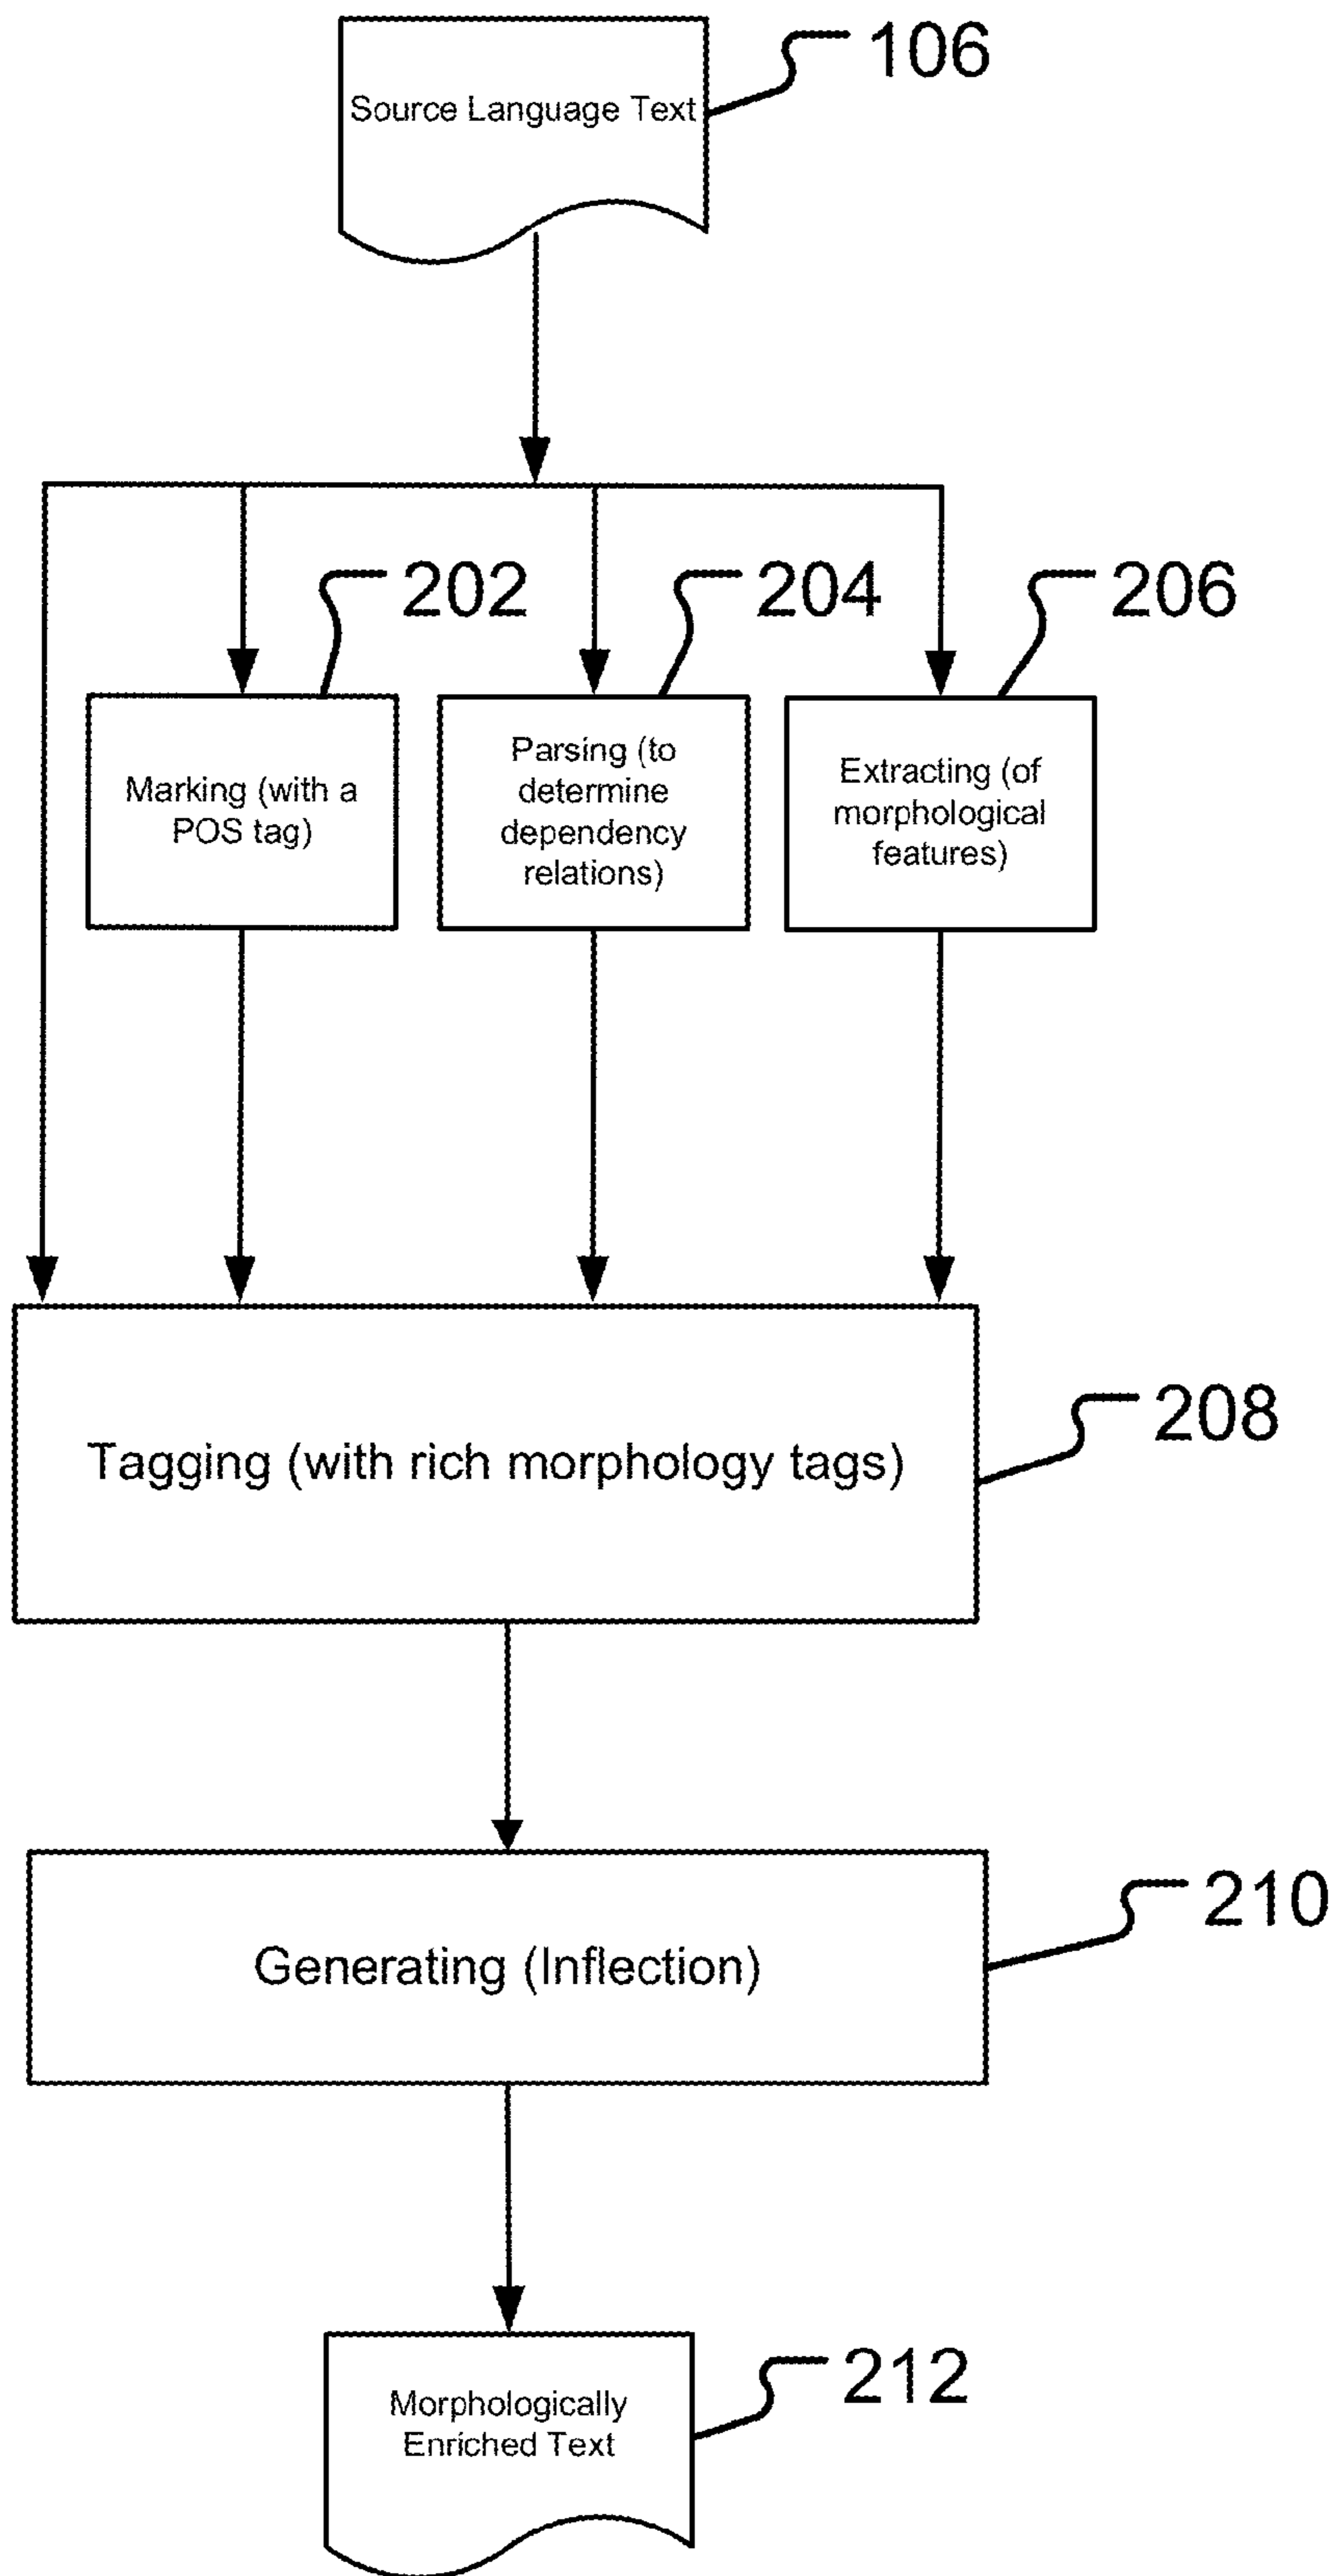 106
Source Language Text
202
204
206
Marking (with a
POS tag)
Parsing (to
determine
dependency
relations)
Extracting (of
morphological
features)
208
Tagging (with rich morphology tags)
210
Generating (Inflection)
212
Morphologically
Enriched Text